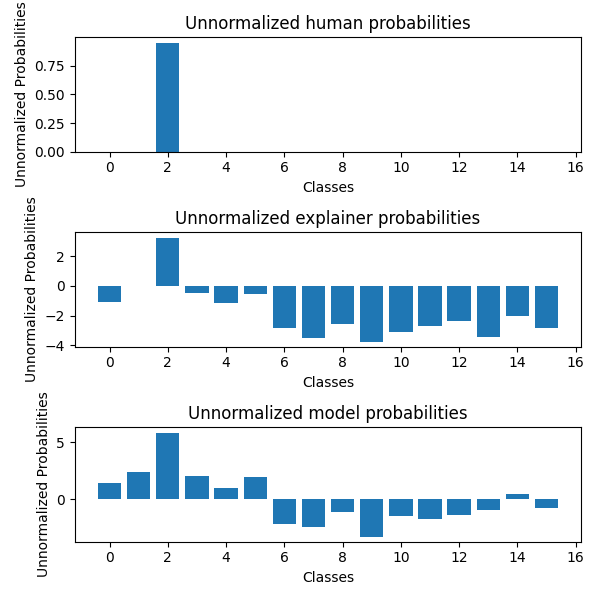 Unnormalized human probabilities
Unnormalized Probabilities
0.75
0.50
0.25
0.00
0 2 4 6 8 10 12 14 16
Classes
Unnormalized explainer probabilities
Unnormalized Probabilities
2
0
−2
−4
0 2 4 6 8 10 12 14 16
Classes
Unnormalized model probabilities
Unnormalized Probabilities
5
0
0 2 4 6 8 10 12 14 16
Classes